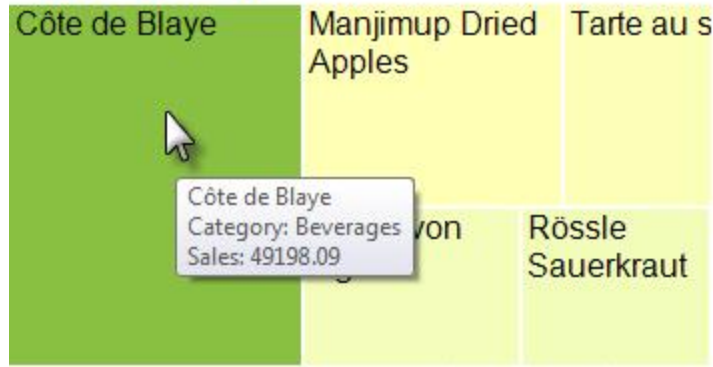 Côte de Blaye
Manjimup Dried
Apples
Tarte au s
Côte de Blaye
Category: Beverages
Sales: 49198.09
von
Rössle
Sauerkraut